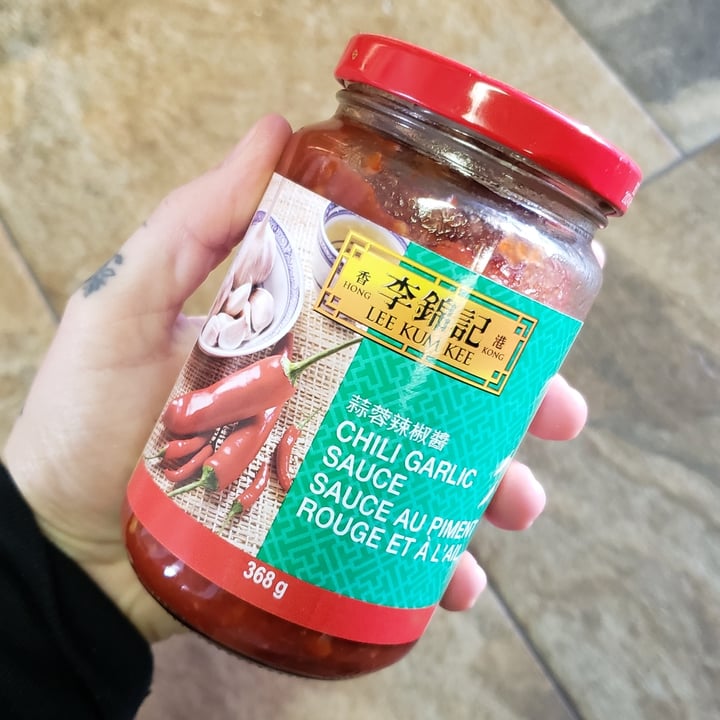 香 李錦記 港
HONG LEE KUM KEE KONG
蒜蓉辣椒醬
CHILI GARLIC
SAUCE
SAUCE AU PIMENT
ROUGE ET À L'AIL
368 g